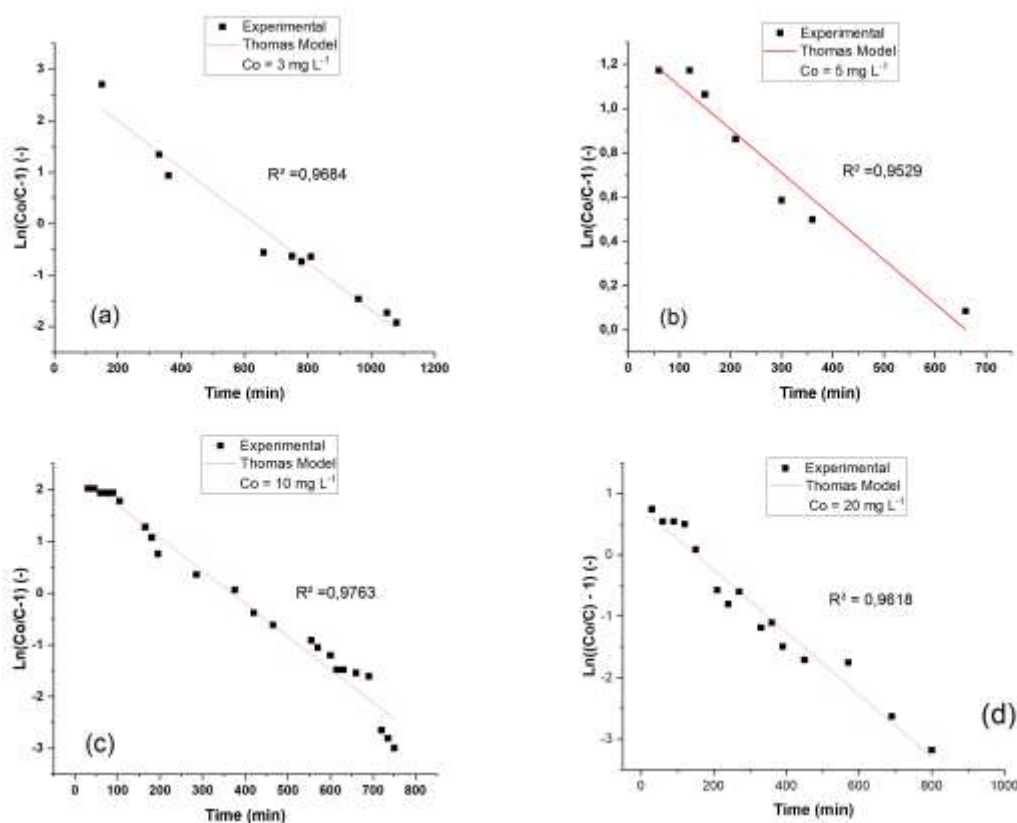 Experimental
Thomas Model
Co = 3 mg L⁻¹
3
2
1
0
-1
-2
Ln(Co/C-1) (-)
R² =0,9684
(a)
0 200 400 600 800 1000 1200
Time (min)
Experimental
Thomas Model
Co = 5 mg L⁻¹
1,2
1,0
0,8
0,6
0,4
0,2
0,0
Ln(Co/C-1) (-)
R² =0,9529
(b)
0 100 200 300 400 500 600 700
Time (min)
Experimental
Thomas Model
Co = 10 mg L⁻¹
2
1
0
-1
-2
-3
Ln(Co/C-1) (-)
R² =0,9763
(c)
0 100 200 300 400 500 600 700 800
Time (min)
Experimental
Thomas Model
Co = 20 mg L⁻¹
1
0
-1
-2
-3
Ln((Co/C) - 1) (-)
R² = 0,9618
(d)
0 200 400 600 800 1000
Time (min)